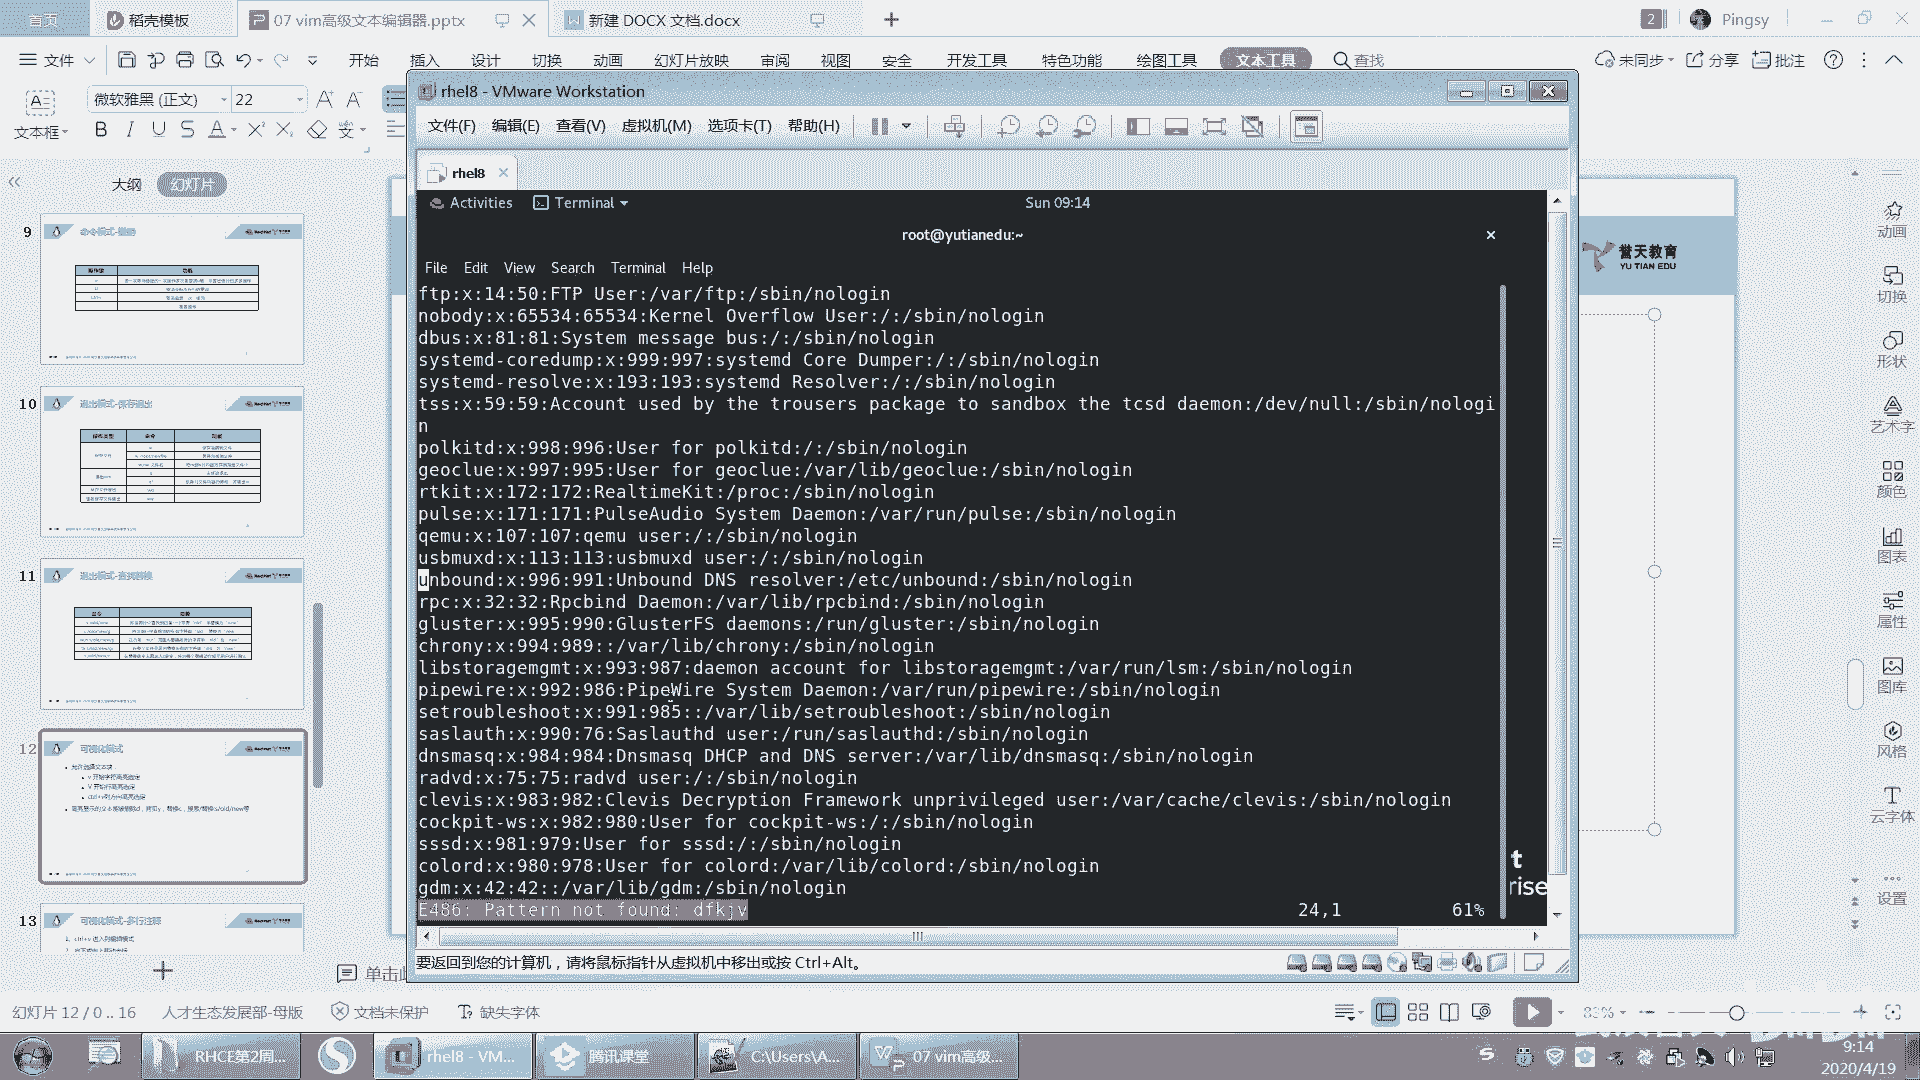 首页
稻壳模板
07 vim高级文本编辑器.pptx
新建 DOCX 文档.docx
2
Pingsy
文件
开始
插入
设计
切换
动画
幻灯片放映
审阅
视图
安全
开发工具
特色功能
绘图工具
文本工具
查找
未同步
分享
批注
文本框
微软雅黑 (正文)
22
大纲
幻灯片
rhel8 - VMware Workstation
文件(F) 编辑(E) 查看(V) 虚拟机(M) 选项卡(T) 帮助(H)
rhel8
Activities
Terminal
Sun 09:14
root@yutianedu:~
File Edit View Search Terminal Help
ftp:x:14:50:FTP User:/var/ftp:/sbin/nologin
nobody:x:65534:65534:Kernel Overflow User:/:/sbin/nologin
dbus:x:81:81:System message bus:/:/sbin/nologin
systemd-coredump:x:999:997:systemd Core Dumper:/:/sbin/nologin
systemd-resolve:x:193:193:systemd Resolver:/:/sbin/nologin
tss:x:59:59:Account used by the trousers package to sandbox the tcsd daemon:/dev/null:/sbin/nologi
n
polkitd:x:998:996:User for polkitd:/:/sbin/nologin
geoclue:x:997:995:User for geoclue:/var/lib/geoclue:/sbin/nologin
rtkit:x:172:172:RealtimeKit:/proc:/sbin/nologin
pulse:x:171:171:PulseAudio System Daemon:/var/run/pulse:/sbin/nologin
qemu:x:107:107:qemu user:/:/sbin/nologin
usbmuxd:x:113:113:usbmuxd user:/:/sbin/nologin
unbound:x:996:991:Unbound DNS resolver:/etc/unbound:/sbin/nologin
rpc:x:32:32:Rpcbind Daemon:/var/lib/rpcbind:/sbin/nologin
gluster:x:995:990:GlusterFS daemons:/run/gluster:/sbin/nologin
chrony:x:994:989::/var/lib/chrony:/sbin/nologin
libstoragemgmt:x:993:987:daemon account for libstoragemgmt:/var/run/lsm:/sbin/nologin
pipewire:x:992:986:PipeWire System Daemon:/var/run/pipewire:/sbin/nologin
setroubleshoot:x:991:985::/var/lib/setroubleshoot:/sbin/nologin
saslauth:x:990:76:Saslauthd user:/run/saslauthd:/sbin/nologin
dnsmasq:x:984:984:Dnsmasq DHCP and DNS server:/var/lib/dnsmasq:/sbin/nologin
radvd:x:75:75:radvd user:/:/sbin/nologin
clevis:x:983:982:Clevis Decryption Framework unprivileged user:/var/cache/clevis:/sbin/nologin
cockpit-ws:x:982:980:User for cockpit-ws:/:/sbin/nologin
sssd:x:981:979:User for sssd:/:/sbin/nologin
colord:x:980:978:User for colord:/var/lib/colord:/sbin/nologin
gdm:x:42:42::/var/lib/gdm:/sbin/nologin
E486: Pattern not found: dfkjv
24,1
61%
t
rise
要返回到您的计算机，请将鼠标指针从虚拟机中移出或按 Ctrl+Alt。
9
10
11
12
可视化模式
13
可视化模式-多行注释
誉天教育
YU TIAN EDU
动画
切换
形状
艺术字
颜色
图表
属性
图库
风格
云字体
设置
单击此
幻灯片 12 / 0 .. 16
人才生态发展部-母版
文档未保护
缺失字体
83%
RHCE第2周...
rhel8 - VM...
腾讯课堂
C:\Users\A...
07 vim高级...
9:14
2020/4/19